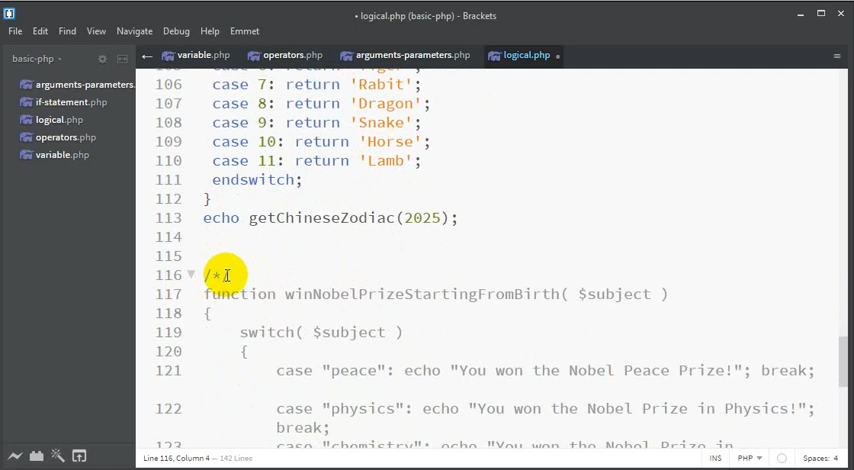 • logical.php (basic-php) - Brackets
File Edit Find View Navigate Debug Help Emmet
basic-php
arguments-parameters.
if-statement.php
logical.php
operators.php
variable.php
variable.php operators.php arguments-parameters.php logical.php •
106 case 7: return 'Rabit';
107 case 8: return 'Dragon';
108 case 9: return 'Snake';
109 case 10: return 'Horse';
110 case 11: return 'Lamb';
111 endswitch;
112 }
113 echo getChineseZodiac(2025);
114
115
116 /*
117 function winNobelPrizeStartingFromBirth( $subject )
118 {
119 switch( $subject )
120 {
121 case "peace": echo "You won the Nobel Peace Prize!"; break;
122 case "physics": echo "You won the Nobel Prize in Physics!";
break;
123 case "chemistry": echo "You won the Nobel Prize in
Line 116, Column 4 — 142 Lines INS PHP Spaces: 4